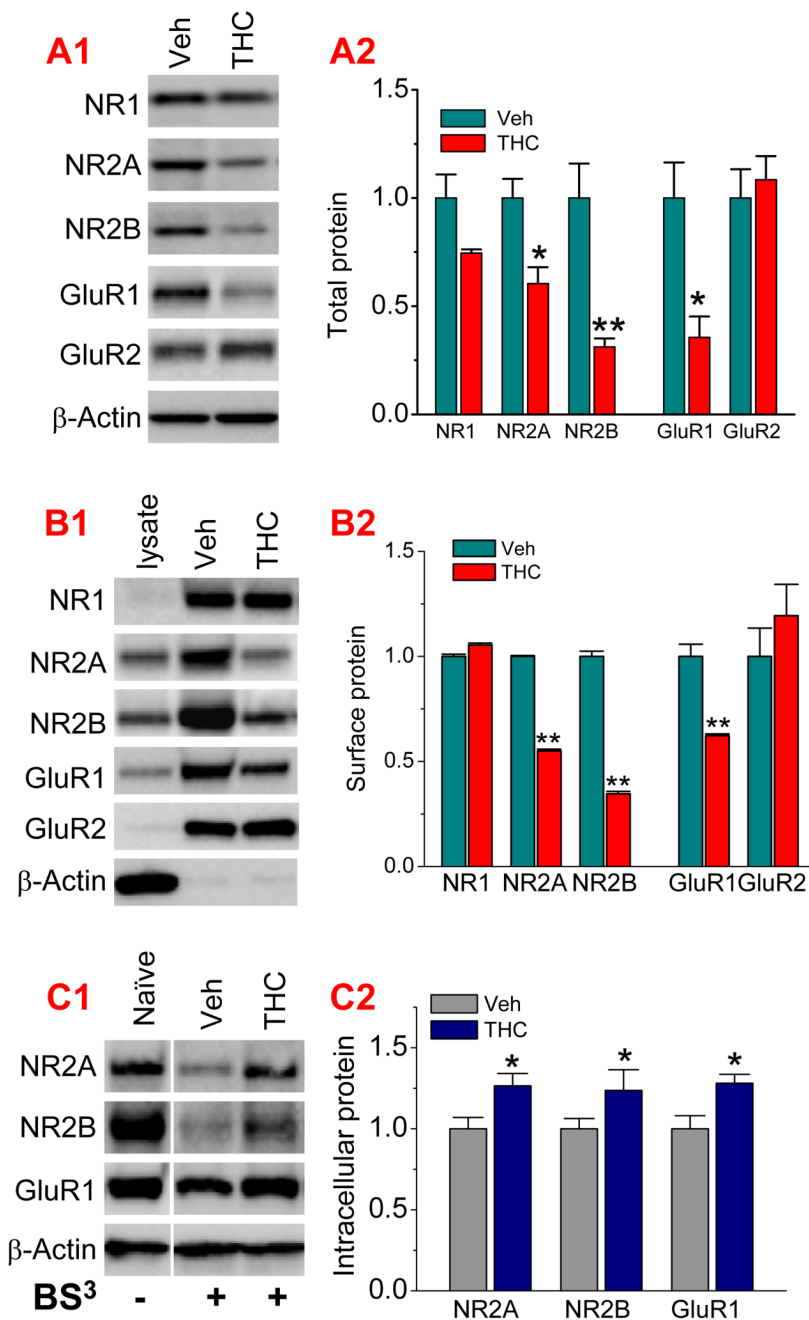 A1
Veh
THC
NR1
NR2A
NR2B
GluR1
GluR2
β-Actin
A2
Veh
THC
Total protein
1.5
1.0
0.5
0.0
*
**
*
NR1 NR2A NR2B GluR1 GluR2
B1
lysate
Veh
THC
NR1
NR2A
NR2B
GluR1
GluR2
β-Actin
B2
Veh
THC
Surface protein
1.5
1.0
0.5
0.0
**
**
**
NR1 NR2A NR2B GluR1 GluR2
C1
Naïve
Veh
THC
NR2A
NR2B
GluR1
β-Actin
BS³ - + +
C2
Veh
THC
Intracellular protein
1.5
1.0
0.5
0.0
* * *
NR2A NR2B GluR1